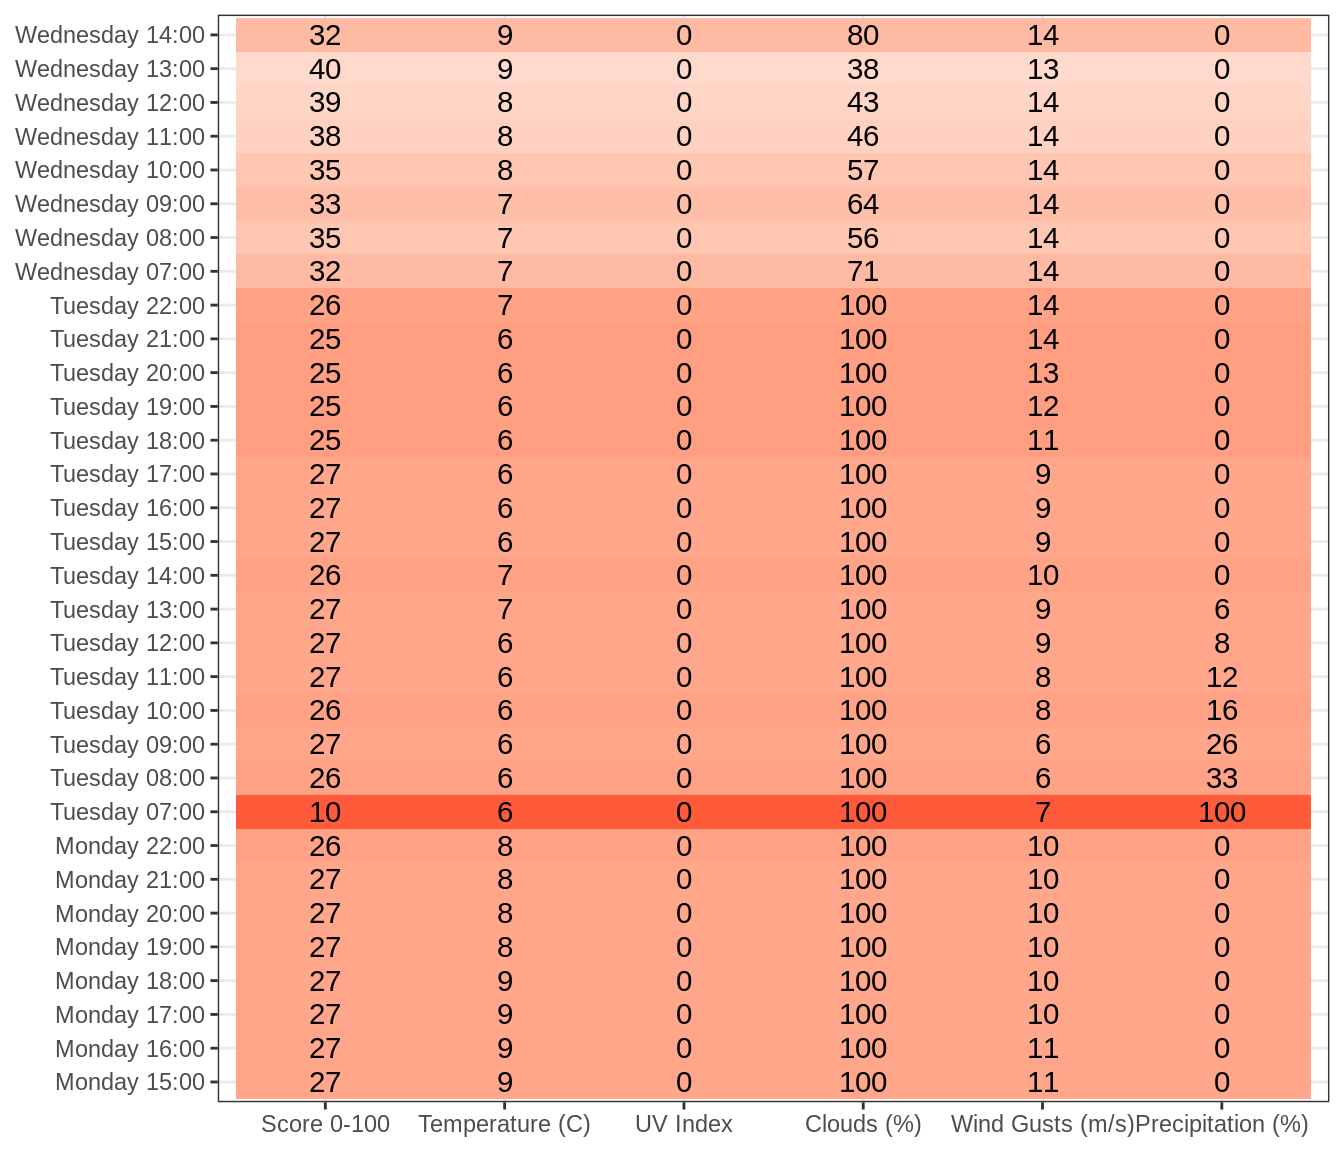 Wednesday 14:00 32 9 0 80 14 0
Wednesday 13:00 40 9 0 38 13 0
Wednesday 12:00 39 8 0 43 14 0
Wednesday 11:00 38 8 0 46 14 0
Wednesday 10:00 35 8 0 57 14 0
Wednesday 09:00 33 7 0 64 14 0
Wednesday 08:00 35 7 0 56 14 0
Wednesday 07:00 32 7 0 71 14 0
Tuesday 22:00 26 7 0 100 14 0
Tuesday 21:00 25 6 0 100 14 0
Tuesday 20:00 25 6 0 100 13 0
Tuesday 19:00 25 6 0 100 12 0
Tuesday 18:00 25 6 0 100 11 0
Tuesday 17:00 27 6 0 100 9 0
Tuesday 16:00 27 6 0 100 9 0
Tuesday 15:00 27 6 0 100 9 0
Tuesday 14:00 26 7 0 100 10 0
Tuesday 13:00 27 7 0 100 9 6
Tuesday 12:00 27 6 0 100 9 8
Tuesday 11:00 27 6 0 100 8 12
Tuesday 10:00 26 6 0 100 8 16
Tuesday 09:00 27 6 0 100 6 26
Tuesday 08:00 26 6 0 100 6 33
Tuesday 07:00 10 6 0 100 7 100
Monday 22:00 26 8 0 100 10 0
Monday 21:00 27 8 0 100 10 0
Monday 20:00 27 8 0 100 10 0
Monday 19:00 27 8 0 100 10 0
Monday 18:00 27 9 0 100 10 0
Monday 17:00 27 9 0 100 10 0
Monday 16:00 27 9 0 100 11 0
Monday 15:00 27 9 0 100 11 0
Score 0-100 Temperature (C) UV Index Clouds (%) Wind Gusts (m/s) Precipitation (%)